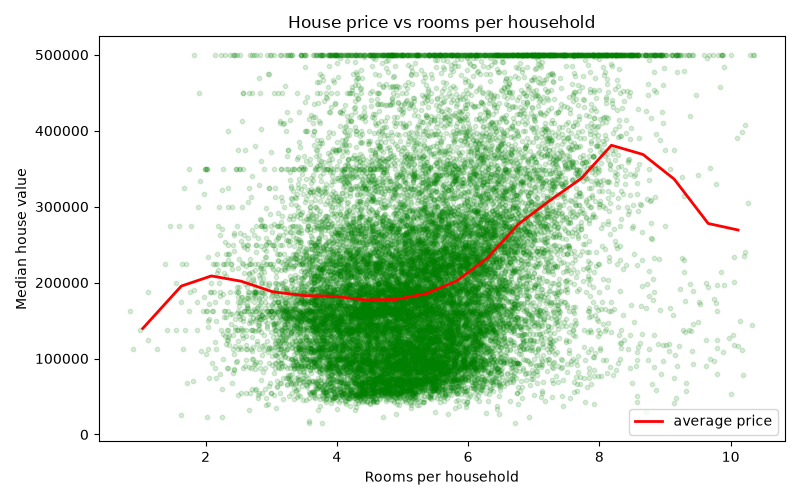 House price vs rooms per household
500000
400000
300000
200000
100000
0
Median house value
2 4 6 8 10
Rooms per household
average price